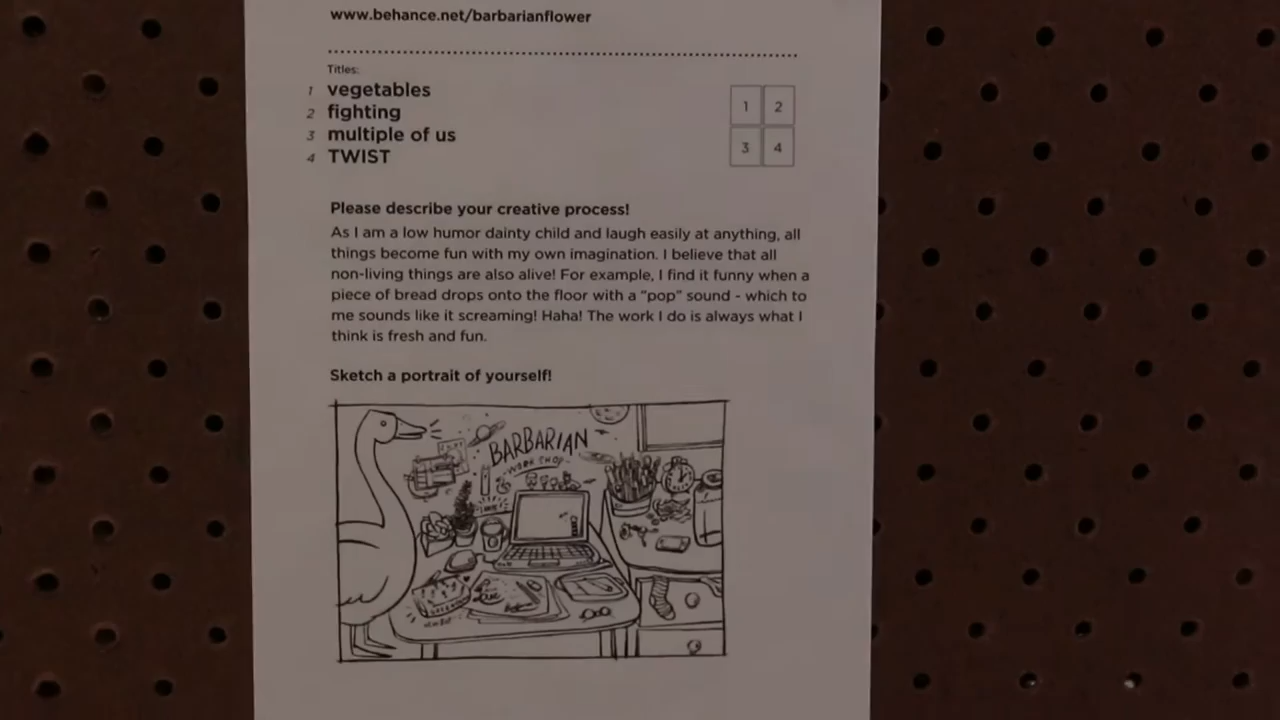 www.behance.net/barbarianflower
Titles:
1 vegetables
2 fighting
3 multiple of us
4 TWIST
1 2
3 4
Please describe your creative process!
As I am a low humor dainty child and laugh easily at anything, all
things become fun with my own imagination. I believe that all
non-living things are also alive! For example, I find it funny when a
piece of bread drops onto the floor with a "pop" sound - which to
me sounds like it screaming! Haha! The work I do is always what I
think is fresh and fun.
Sketch a portrait of yourself!
BARBARIAN
WORK SHOP